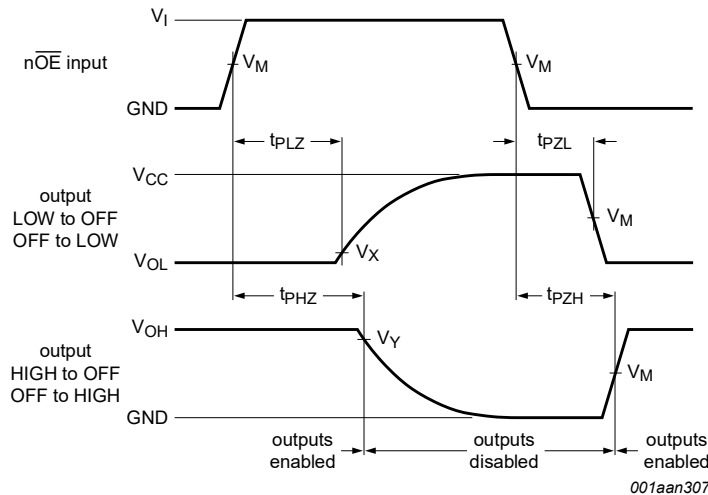 VI
nOE input
VM
VM
GND
tPLZ
tPZL
VCC
output
LOW to OFF
OFF to LOW
VM
VX
VOL
tPHZ
tPZH
VOH
output
HIGH to OFF
OFF to HIGH
VY
VM
GND
outputs
enabled
outputs
disabled
outputs
enabled
001aan307